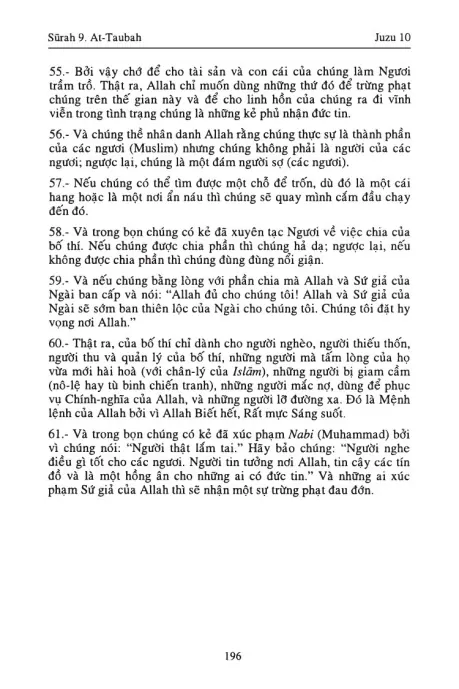 Sūrah 9. At-Taubah Juzu 10
55.- Bởi vậy chớ để cho tài sản và con cái của chúng làm Ngươi
trầm trồ. Thật ra, Allah chỉ muốn dùng những thứ đó để trừng phạt
chúng trên thế gian này và để cho linh hồn của chúng ra đi vĩnh
viễn trong tình trạng chúng là những kẻ phủ nhận đức tin.
56.- Và chúng thề nhân danh Allah rằng chúng thực sự là thành phần
của các ngươi (Muslim) nhưng chúng không phải là người của các
ngươi; ngược lại, chúng là một đám người sợ (các ngươi).
57.- Nếu chúng có thể tìm được một chỗ để trốn, dù đó là một cái
hang hoặc là một nơi ẩn náu thì chúng sẽ quay mình cắm đầu chạy
đến đó.
58.- Và trong bọn chúng có kẻ đã xuyên tạc Ngươi về việc chia của
bố thí. Nếu chúng được chia phần thì chúng hả dạ; ngược lại, nếu
không được chia phần thì chúng đùng đùng nổi giận.
59.- Và nếu chúng bằng lòng với phần chia mà Allah và Sứ giả của
Ngài ban cấp và nói: “Allah đủ cho chúng tôi! Allah và Sứ giả của
Ngài sẽ sớm ban thiên lộc của Ngài cho chúng tôi. Chúng tôi đặt hy
vọng nơi Allah.”
60.- Thật ra, của bố thí chỉ dành cho người nghèo, người thiếu thốn,
người thu và quản lý của bố thí, những người mà tấm lòng của họ
vừa mới hài hoà (với chân-lý của Islām), những người bị giam cầm
(nô-lệ hay tù binh chiến tranh), những người mắc nợ, dùng để phục
vụ Chính-nghĩa của Allah, và những người lỡ đường xa. Đó là Mệnh
lệnh của Allah bởi vì Allah Biết hết, Rất mực Sáng suốt.
61.- Và trong bọn chúng có kẻ đã xúc phạm Nabi (Muhammad) bởi
vì chúng nói: “Người thật lắm tai.” Hãy bảo chúng: “Người nghe
điều gì tốt cho các ngươi. Người tin tưởng nơi Allah, tin cậy các tín
đồ và là một hồng ân cho những ai có đức tin.” Và những ai xúc
phạm Sứ giả của Allah thì sẽ nhận một sự trừng phạt đau đớn.
196